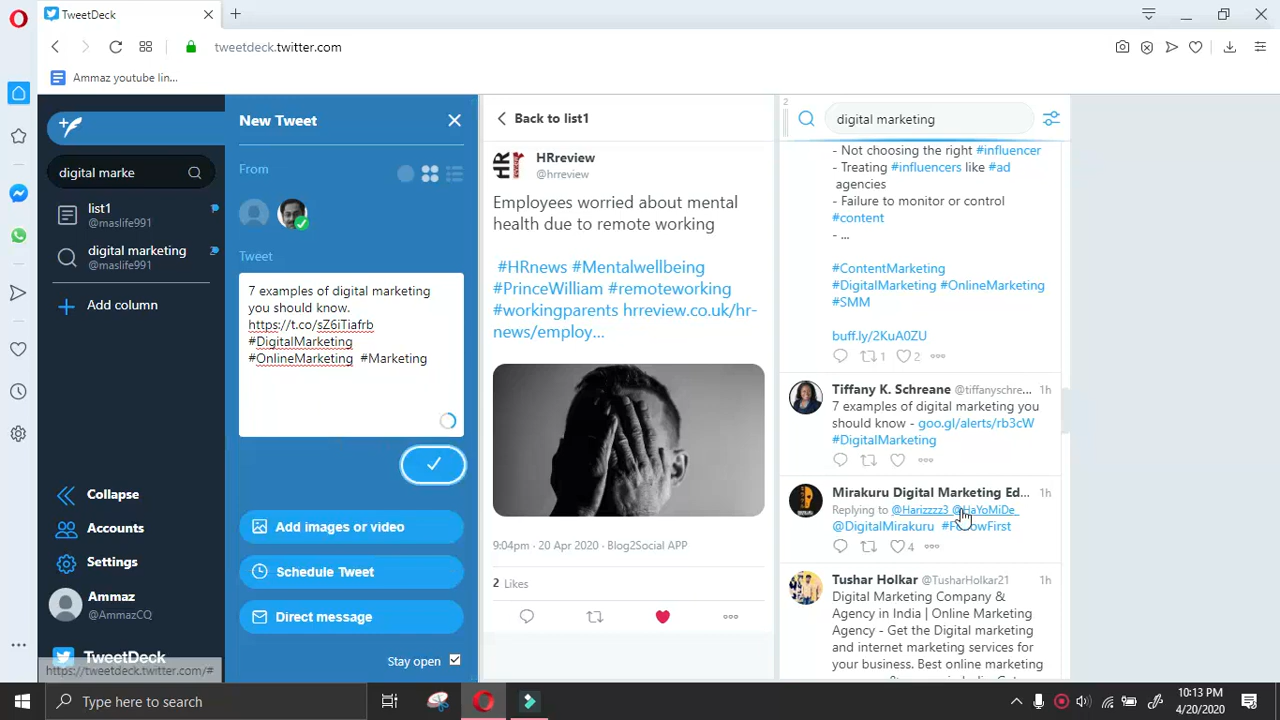 TweetDeck
tweetdeck.twitter.com
Ammaz youtube lin...
digital marke
list1
@maslife991
digital marketing
@maslife991
Add column
Collapse
Accounts
Settings
Ammaz
@AmmazCQ
TweetDeck
https://tweetdeck.twitter.com/#
New Tweet
From
Tweet
7 examples of digital marketing
you should know.
https://t.co/sZ6iTiafrb
#DigitalMarketing
#OnlineMarketing #Marketing
Add images or video
Schedule Tweet
Direct message
Stay open
Back to list1
HR
HRreview
@hrreview
Employees worried about mental
health due to remote working
#HRnews #Mentalwellbeing
#PrinceWilliam #remoteworking
#workingparents hrreview.co.uk/hr-
news/employ...
9:04pm · 20 Apr 2020 · Blog2Social APP
2 Likes
2
digital marketing
- Not choosing the right #influencer
- Treating #influencers like #ad
agencies
- Failure to monitor or control
#content
- ...
#ContentMarketing
#DigitalMarketing #OnlineMarketing
#SMM
buff.ly/2KuA0ZU
1 2
Tiffany K. Schreane @tiffanyschre... 1h
7 examples of digital marketing you
should know - goo.gl/alerts/rb3cW
#DigitalMarketing
Mirakuru Digital Marketing Ed... 1h
Replying to @Harizzzz3 @HaYoMiDe_
@DigitalMirakuru
4
Tushar Holkar @TusharHolkar21 1h
Digital Marketing Company &
Agency in India | Online Marketing
Agency - Get the Digital marketing
and internet marketing services for
your business. Best online marketing
Type here to search
10:13 PM
4/20/2020